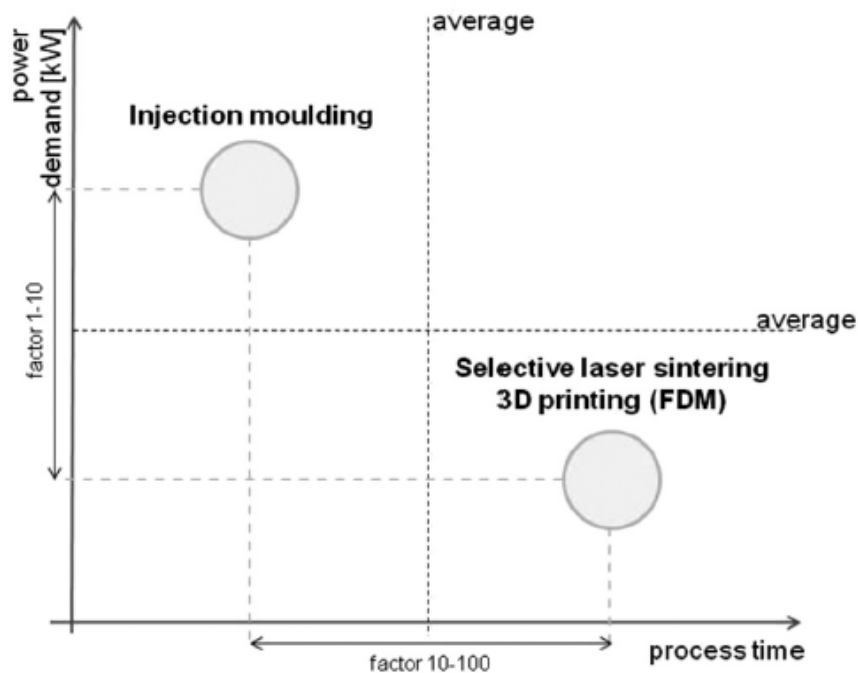 power
demand [kW]
average
Injection moulding
factor 1-10
average
Selective laser sintering
3D printing (FDM)
factor 10-100
process time